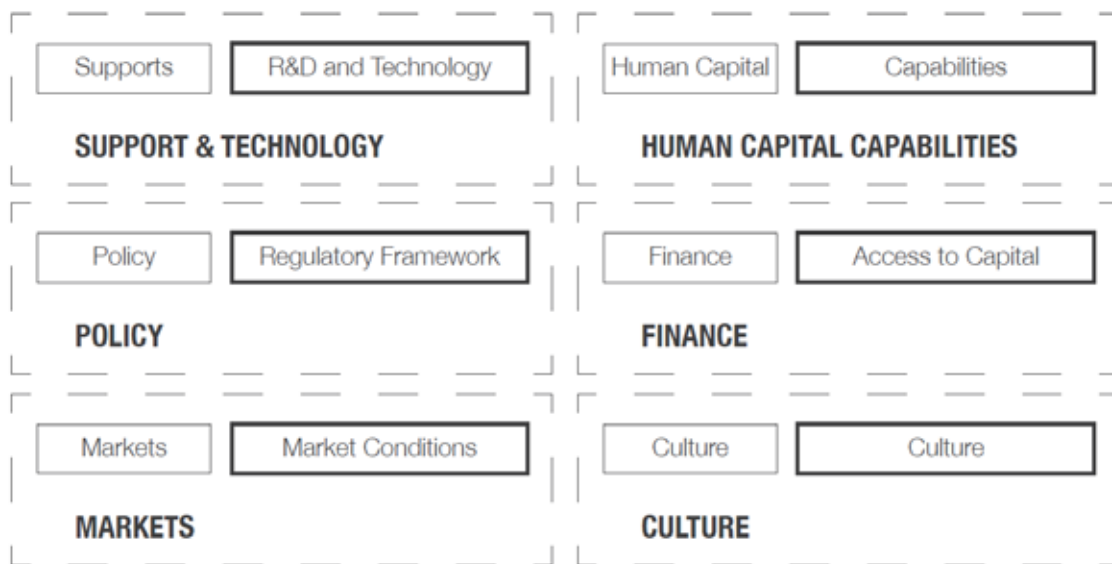 Supports R&D and Technology
SUPPORT & TECHNOLOGY
Human Capital Capabilities
HUMAN CAPITAL CAPABILITIES
Policy Regulatory Framework
POLICY
Finance Access to Capital
FINANCE
Markets Market Conditions
MARKETS
Culture Culture
CULTURE